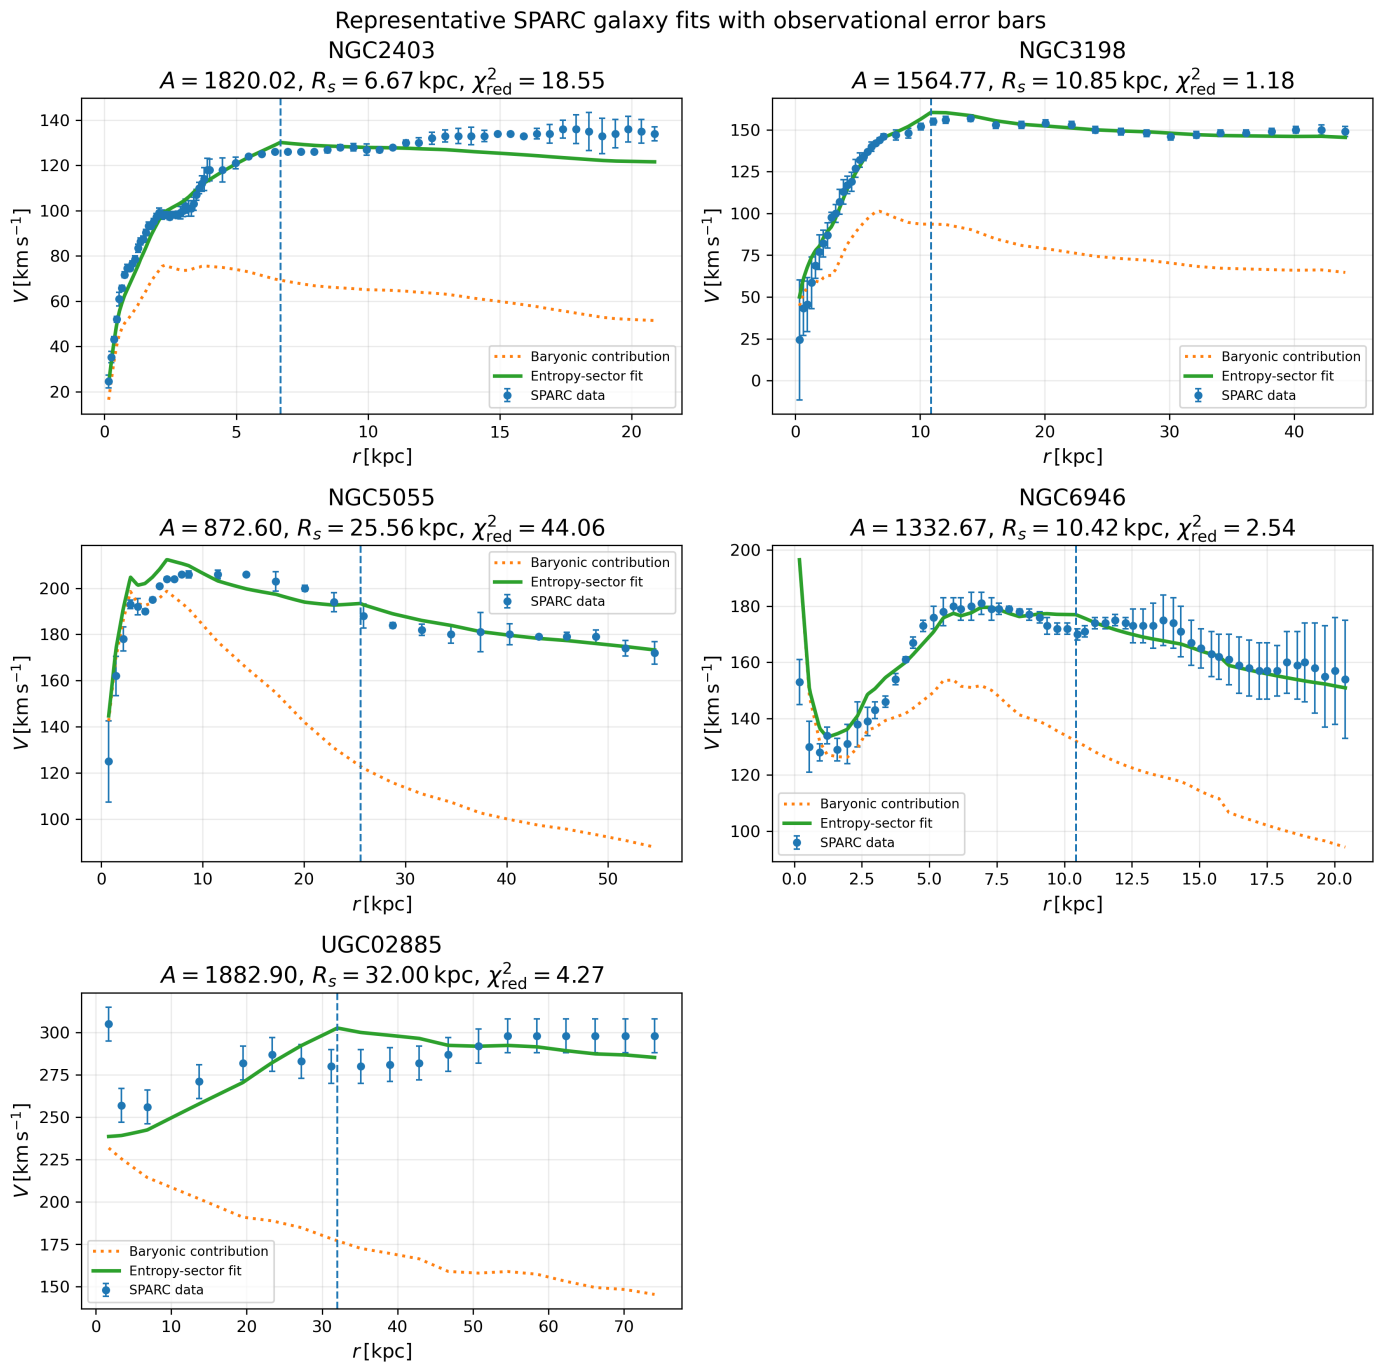 Representative SPARC galaxy fits with observational error bars
NGC2403
A = 1820.02, R_s = 6.67 kpc, χ²_red = 18.55
140
120
100
80
60
40
20
V [km s⁻¹]
Baryonic contribution
Entropy-sector fit
SPARC data
0 5 10 15 20
r [kpc]
NGC3198
A = 1564.77, R_s = 10.85 kpc, χ²_red = 1.18
150
125
100
75
50
25
0
V [km s⁻¹]
Baryonic contribution
Entropy-sector fit
SPARC data
0 10 20 30 40
r [kpc]
NGC5055
A = 872.60, R_s = 25.56 kpc, χ²_red = 44.06
200
180
160
140
120
100
V [km s⁻¹]
Baryonic contribution
Entropy-sector fit
SPARC data
0 10 20 30 40 50
r [kpc]
NGC6946
A = 1332.67, R_s = 10.42 kpc, χ²_red = 2.54
200
180
160
140
120
100
V [km s⁻¹]
Baryonic contribution
Entropy-sector fit
SPARC data
0.0 2.5 5.0 7.5 10.0 12.5 15.0 17.5 20.0
r [kpc]
UGC02885
A = 1882.90, R_s = 32.00 kpc, χ²_red = 4.27
300
275
250
225
200
175
150
V [km s⁻¹]
Baryonic contribution
Entropy-sector fit
SPARC data
0 10 20 30 40 50 60 70
r [kpc]